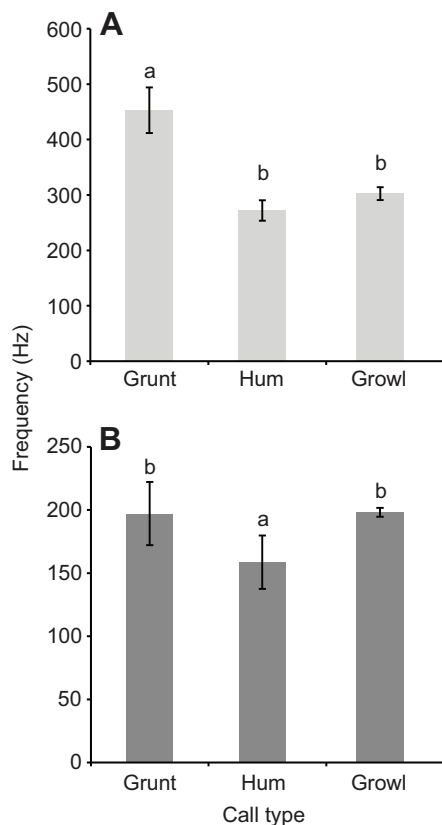 A
600
500
400
300
200
100
0
a
b
b
Grunt Hum Growl
Frequency (Hz)
B
250
200
150
100
50
0
b
a
b
Grunt Hum Growl
Call type